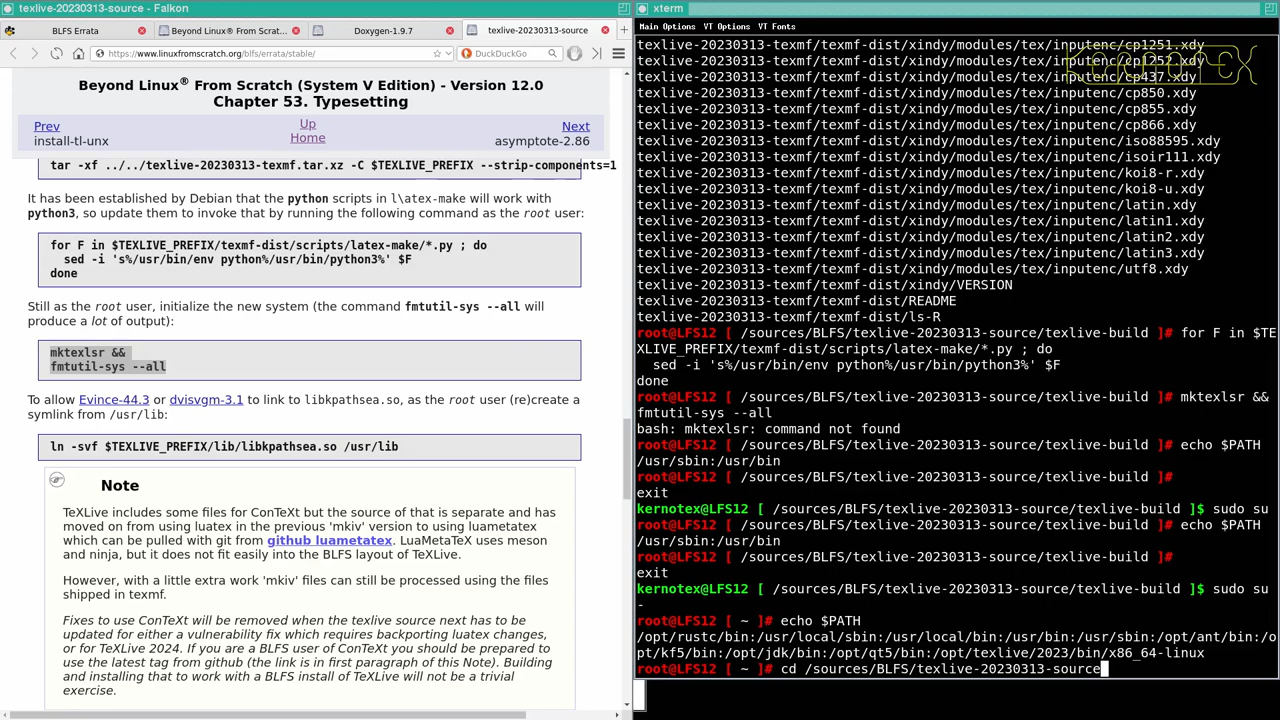 texlive-20230313-source - Falkon
BLFS Errata
Beyond Linux® From Scrat...
Doxygen-1.9.7
texlive-20230313-source
https://www.linuxfromscratch.org/blfs/errata/stable/
DuckDuckGo
Beyond Linux® From Scratch (System V Edition) - Version 12.0
Chapter 53. Typesetting
Prev
Up
Next
install-tl-unx
Home
asymptote-2.86
tar -xf ../../texlive-20230313-texmf.tar.xz -C $TEXLIVE_PREFIX --strip-components=1
It has been established by Debian that the python scripts in l\atex-make will work with
python3, so update them to invoke that by running the following command as the root user:
for F in $TEXLIVE_PREFIX/texmf-dist/scripts/latex-make/*.py ; do
sed -i 's%/usr/bin/env python%/usr/bin/python3%' $F
done
Still as the root user, initialize the new system (the command fmtutil-sys --all will
produce a lot of output):
mktexlsr &&
fmtutil-sys --all
To allow Evince-44.3 or dvisvgm-3.1 to link to libkpathsea.so, as the root user (re)create a
symlink from /usr/lib:
ln -svf $TEXLIVE_PREFIX/lib/libkpathsea.so /usr/lib
Note
TeXLive includes some files for ConTeXt but the source of that is separate and has
moved on from using luatex in the previous 'mkiv' version to using luametatex
which can be pulled with git from github luametatex. LuaMetaTeX uses meson
and ninja, but it does not fit easily into the BLFS layout of TeXLive.
However, with a little extra work 'mkiv' files can still be processed using the files
shipped in texmf.
Fixes to use ConTeXt will be removed when the texlive source next has to be
updated for either a vulnerability fix which requires backporting luatex changes,
or for TeXLive 2024. If you are a BLFS user of ConTeXt you should be prepared to
use the latest tag from github (the link is in first paragraph of this Note). Building
and installing that to work with a BLFS install of TeXLive will not be a trivial
exercise.
xterm
Main Options VT Options VT Fonts
KernoteX
texlive-20230313-texmf/texmf-dist/xindy/modules/tex/inputenc/cp1251.xdy
texlive-20230313-texmf/texmf-dist/xindy/modules/tex/inputenc/cp1252.xdy
texlive-20230313-texmf/texmf-dist/xindy/modules/tex/inputenc/cp437.xdy
texlive-20230313-texmf/texmf-dist/xindy/modules/tex/inputenc/cp850.xdy
texlive-20230313-texmf/texmf-dist/xindy/modules/tex/inputenc/cp855.xdy
texlive-20230313-texmf/texmf-dist/xindy/modules/tex/inputenc/cp866.xdy
texlive-20230313-texmf/texmf-dist/xindy/modules/tex/inputenc/iso88595.xdy
texlive-20230313-texmf/texmf-dist/xindy/modules/tex/inputenc/isoir111.xdy
texlive-20230313-texmf/texmf-dist/xindy/modules/tex/inputenc/koi8-r.xdy
texlive-20230313-texmf/texmf-dist/xindy/modules/tex/inputenc/koi8-u.xdy
texlive-20230313-texmf/texmf-dist/xindy/modules/tex/inputenc/latin.xdy
texlive-20230313-texmf/texmf-dist/xindy/modules/tex/inputenc/latin1.xdy
texlive-20230313-texmf/texmf-dist/xindy/modules/tex/inputenc/latin2.xdy
texlive-20230313-texmf/texmf-dist/xindy/modules/tex/inputenc/latin3.xdy
texlive-20230313-texmf/texmf-dist/xindy/modules/tex/inputenc/utf8.xdy
texlive-20230313-texmf/texmf-dist/xindy/VERSION
texlive-20230313-texmf/texmf-dist/README
texlive-20230313-texmf/texmf-dist/ls-R
root@LFS12 [ /sources/BLFS/texlive-20230313-source/texlive-build ]# for F in $TE
XLIVE_PREFIX/texmf-dist/scripts/latex-make/*.py ; do
sed -i 's%/usr/bin/env python%/usr/bin/python3%' $F
done
root@LFS12 [ /sources/BLFS/texlive-20230313-source/texlive-build ]# mktexlsr &&
fmtutil-sys --all
bash: mktexlsr: command not found
root@LFS12 [ /sources/BLFS/texlive-20230313-source/texlive-build ]# echo $PATH
/usr/sbin:/usr/bin
root@LFS12 [ /sources/BLFS/texlive-20230313-source/texlive-build ]#
exit
kernotex@LFS12 [ /sources/BLFS/texlive-20230313-source/texlive-build ]$ sudo su
root@LFS12 [ /sources/BLFS/texlive-20230313-source/texlive-build ]# echo $PATH
/usr/sbin:/usr/bin
root@LFS12 [ /sources/BLFS/texlive-20230313-source/texlive-build ]#
exit
kernotex@LFS12 [ /sources/BLFS/texlive-20230313-source/texlive-build ]$ sudo su
-
root@LFS12 [ ~ ]# echo $PATH
/opt/rustc/bin:/usr/local/sbin:/usr/local/bin:/usr/bin:/usr/sbin:/opt/ant/bin:/o
pt/kf5/bin:/opt/jdk/bin:/opt/qt5/bin:/opt/texlive/2023/bin/x86_64-linux
root@LFS12 [ ~ ]# cd /sources/BLFS/texlive-20230313-source